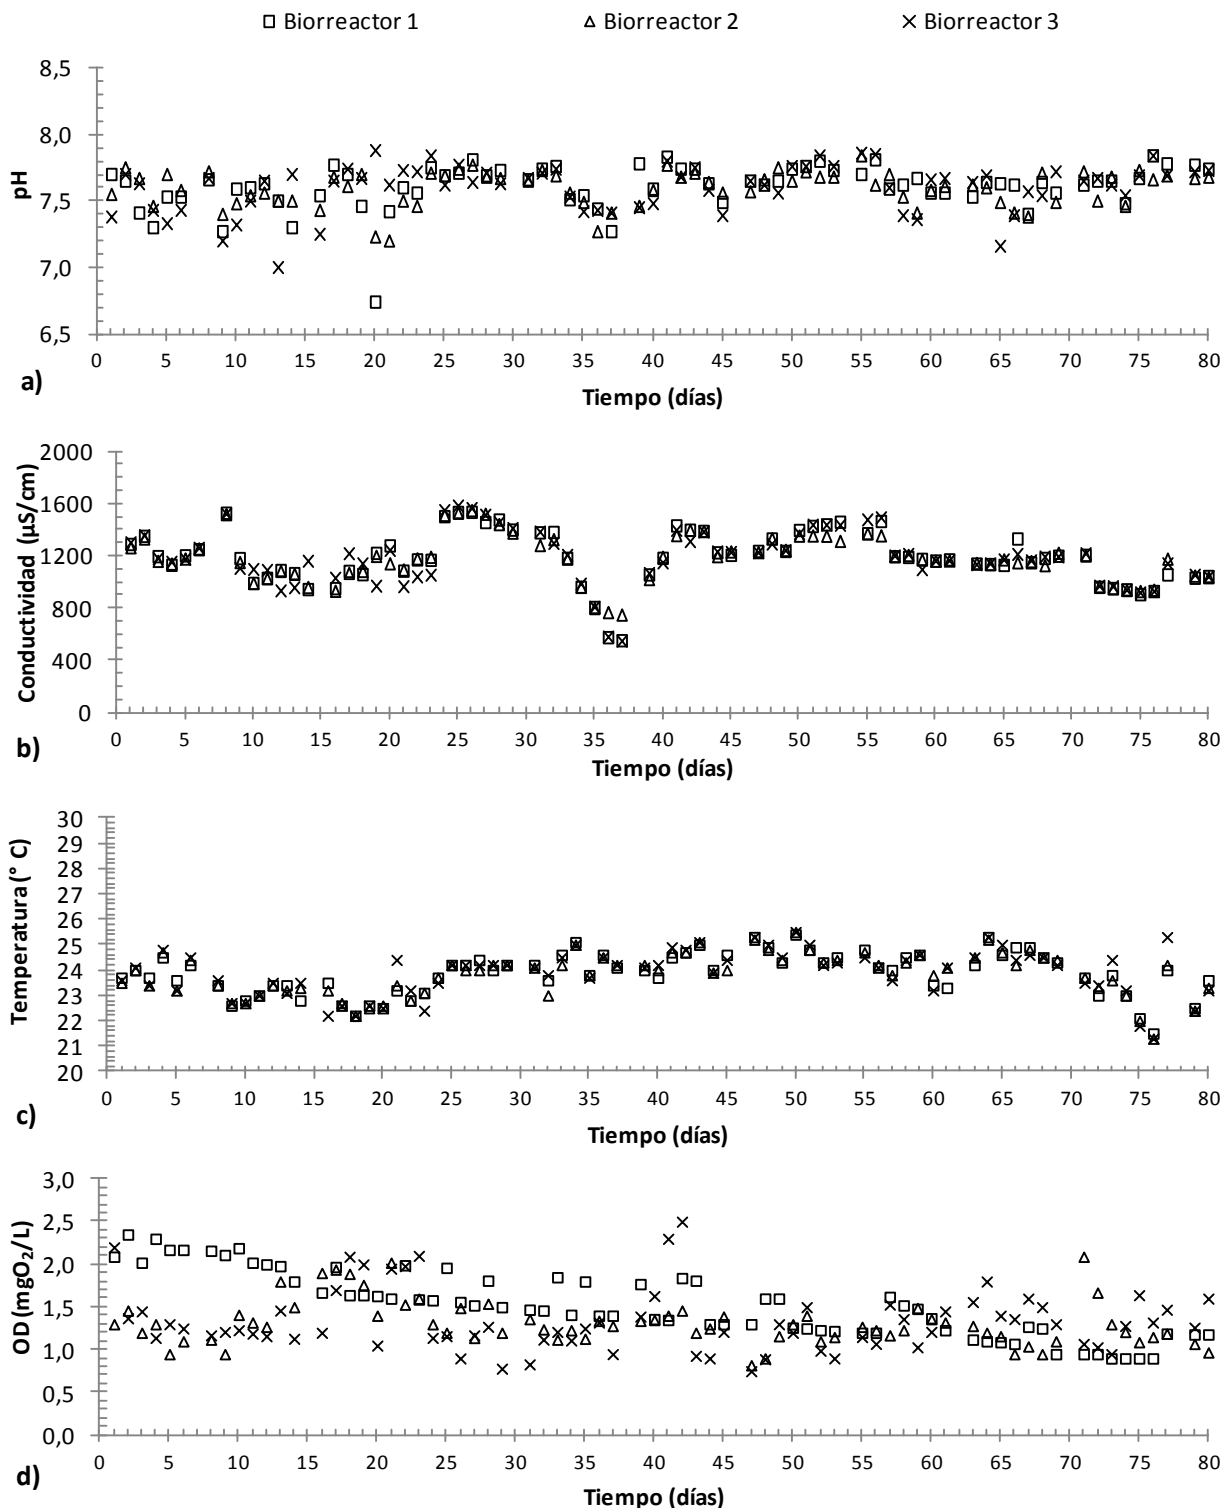 Biorreactor 1 Biorreactor 2 Biorreactor 3
8,5
8,0
7,5
7,0
6,5
pH
0 5 10 15 20 25 30 35 40 45 50 55 60 65 70 75 80
a)
Tiempo (días)
2000
1600
1200
800
400
0
Conductividad (µS/cm)
0 5 10 15 20 25 30 35 40 45 50 55 60 65 70 75 80
b)
Tiempo (días)
30
29
28
27
26
25
24
23
22
21
20
Temperatura (° C)
0 5 10 15 20 25 30 35 40 45 50 55 60 65 70 75 80
c)
Tiempo (días)
3,0
2,5
2,0
1,5
1,0
0,5
0,0
OD (mgO₂/L)
0 5 10 15 20 25 30 35 40 45 50 55 60 65 70 75 80
d)
Tiempo (días)